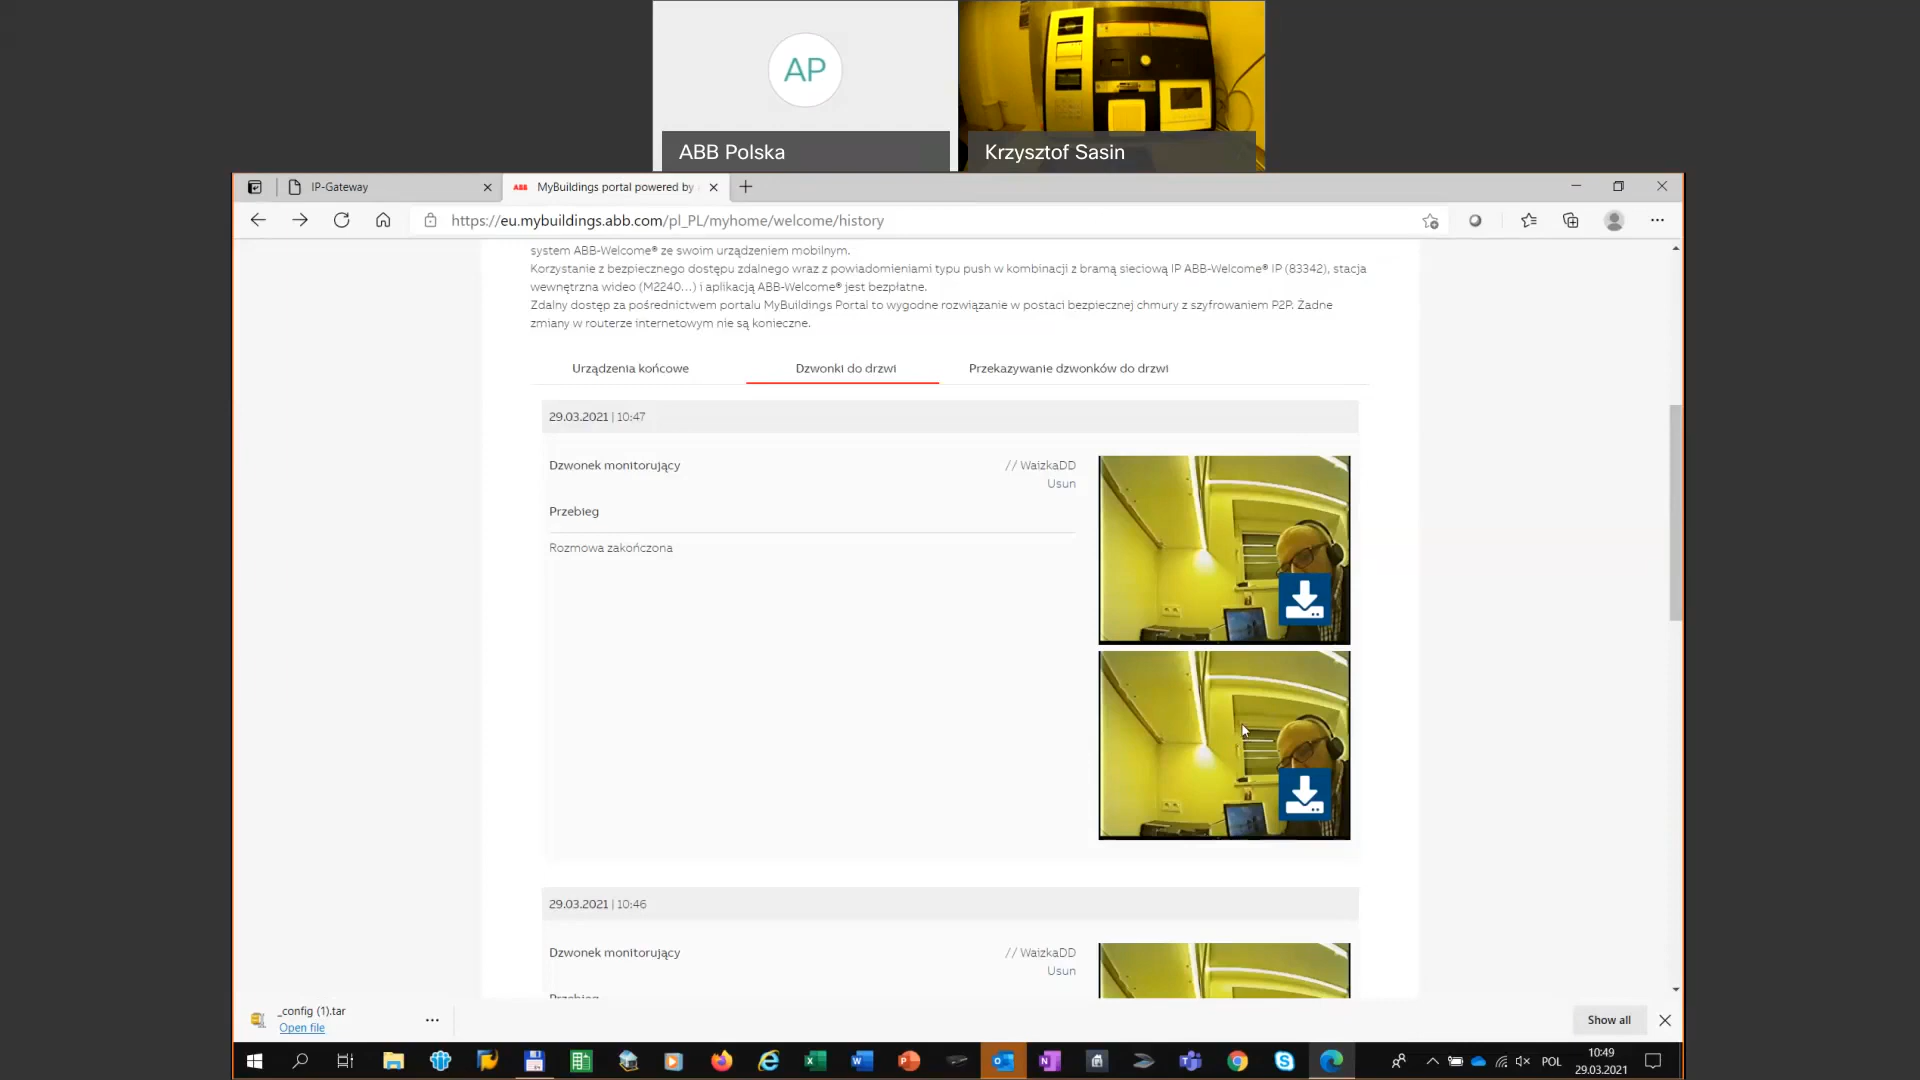 AP
ABB Polska
Krzysztof Sasin
IP-Gateway
ABB MyBuildings portal powered by
https://eu.mybuildings.abb.com/pl_PL/myhome/welcome/history
system ABB-Welcome® ze swoim urządzeniem mobilnym.
Korzystanie z bezpiecznego dostępu zdalnego wraz z powiadomieniami typu push w kombinacji z bramą sieciową IP ABB-Welcome® IP (83342), stacja
wewnętrzna wideo (M2240...) i aplikacją ABB-Welcome® jest bezpłatne.
Zdalny dostęp za pośrednictwem portalu MyBuildings Portal to wygodne rozwiązanie w postaci bezpiecznej chmury z szyfrowaniem P2P. Żadne
zmiany w routerze internetowym nie są konieczne.
Urządzenia końcowe
Dzwonki do drzwi
Przekazywanie dzwonków do drzwi
29.03.2021 | 10:47
Dzwonek monitorujący
// WaizkaDD
Usun
Przebieg
Rozmowa zakończona
29.03.2021 | 10:46
Dzwonek monitorujący
// WaizkaDD
Usun
Przebieg
_config (1).tar
Open file
Show all
POL
10:49
29.03.2021